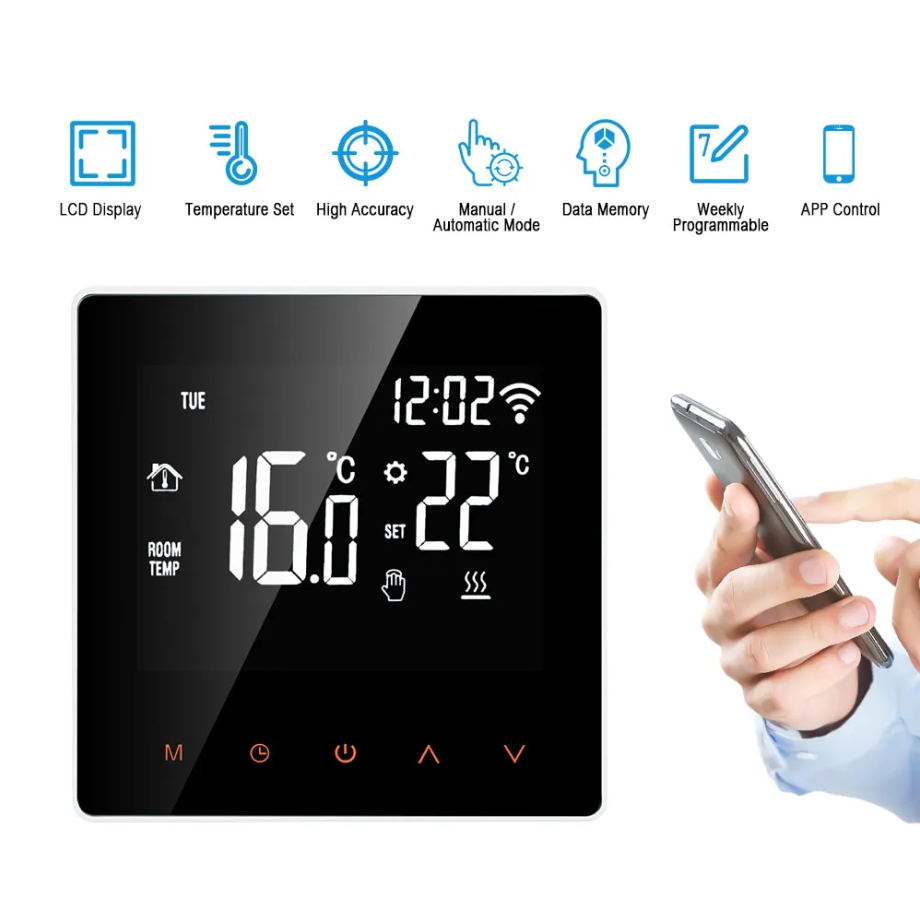 LCD Display
Temperature Set
High Accuracy
Manual /
Automatic Mode
Data Memory
7
Weekly
Programmable
APP Control
TUE
12:02
16.0 °C
22 °C
SET
ROOM
TEMP
M